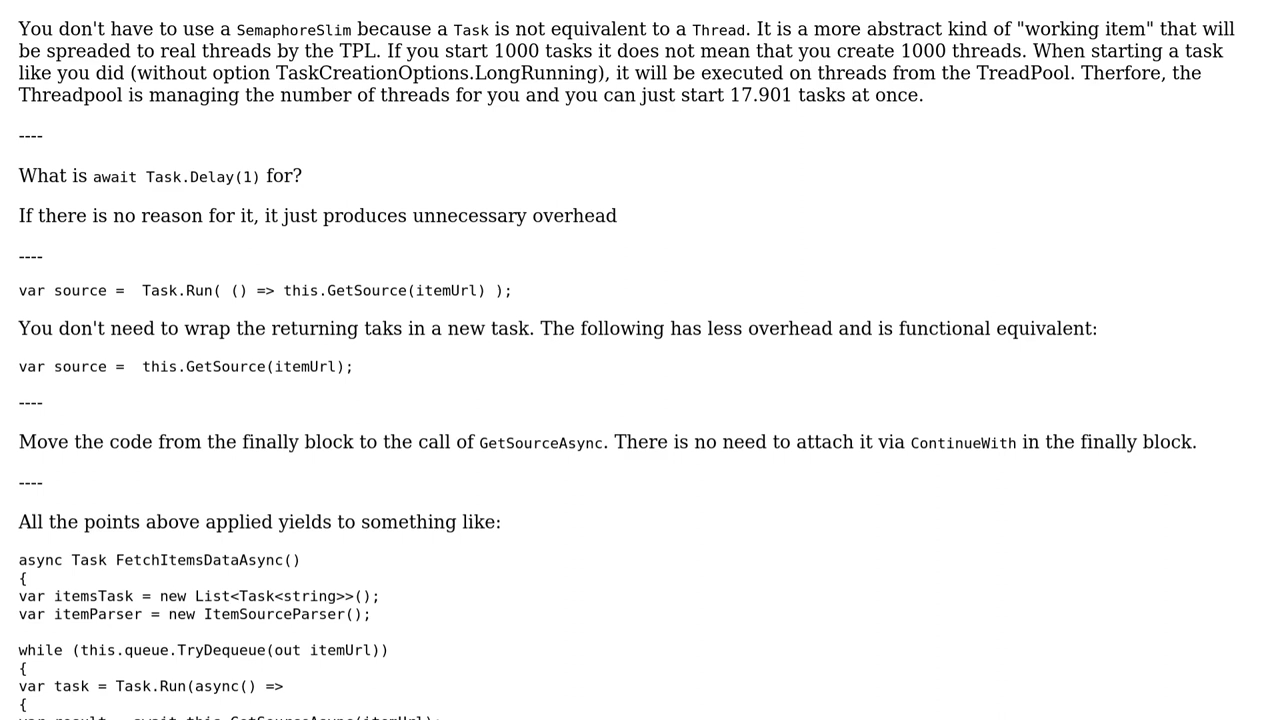 You don't have to use a SemaphoreSlim because a Task is not equivalent to a Thread. It is a more abstract kind of "working item" that will
be spreaded to real threads by the TPL. If you start 1000 tasks it does not mean that you create 1000 threads. When starting a task
like you did (without option TaskCreationOptions.LongRunning), it will be executed on threads from the TreadPool. Therfore, the
Threadpool is managing the number of threads for you and you can just start 17.901 tasks at once.
----
What is await Task.Delay(1) for?
If there is no reason for it, it just produces unnecessary overhead
----
var source =  Task.Run( () => this.GetSource(itemUrl) );
You don't need to wrap the returning taks in a new task. The following has less overhead and is functional equivalent:
var source =  this.GetSource(itemUrl);
----
Move the code from the finally block to the call of GetSourceAsync. There is no need to attach it via ContinueWith in the finally block.
----
All the points above applied yields to something like:
async Task FetchItemsDataAsync()
{
var itemsTask = new List<Task<string>>();
var itemParser = new ItemSourceParser();
while (this.queue.TryDequeue(out itemUrl))
{
var task = Task.Run(async() =>
{
var result = await this.GetSourceAsync(itemUrl);